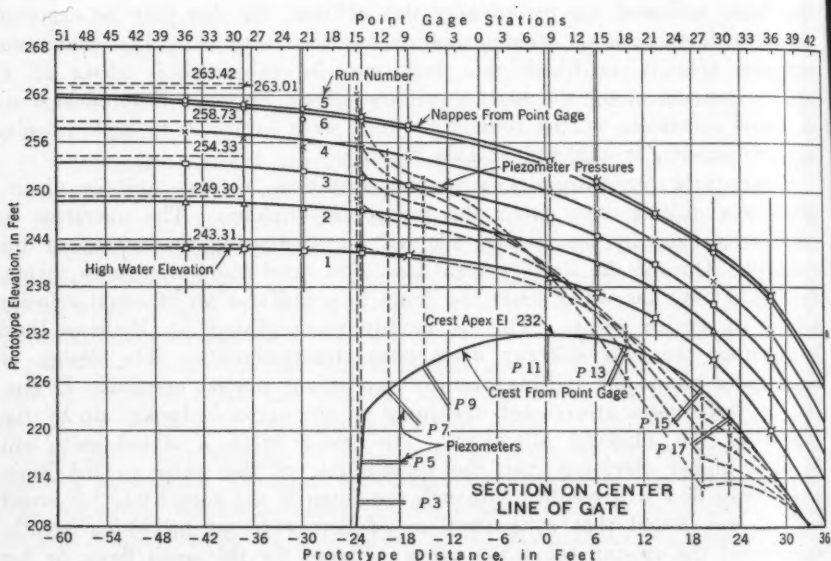 Point Gage Stations
51 48 45 42 39 36 33 30 27 24 21 18 15 12 9 6 3 0 3 6 9 12 15 18 21 24 27 30 33 36 39 42
268
262
256
250
244
238
232
226
220
214
208
Prototype Elevation, in Feet
263.42
263.01
258.73
254.33
249.30
243.31
Run Number
5
6
4
3
2
1
Nappes From Point Gage
Piezometer Pressures
High Water Elevation
Crest Apex El 232
P 11
P 13
Crest From Point Gage
P 9
P 7
P 15
P 17
Piezometers
P 5
P 3
SECTION ON CENTER
LINE OF GATE
-60 -54 -48 -42 -36 -30 -24 -18 -12 -6 0 6 12 18 24 30 36
Prototype Distance, in Feet